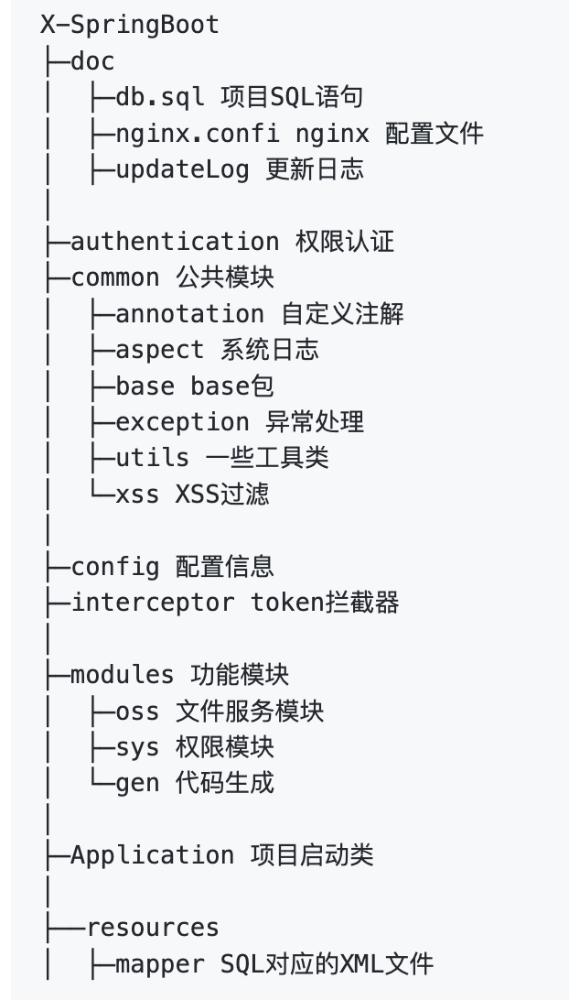 X-SpringBoot
├─doc
│  ├─db.sql 项目SQL语句
│  ├─nginx.confi nginx 配置文件
│  ├─updateLog 更新日志
│
├─authentication 权限认证
├─common 公共模块
│  ├─annotation 自定义注解
│  ├─aspect 系统日志
│  ├─base base包
│  ├─exception 异常处理
│  ├─utils 一些工具类
│  └─xss XSS过滤
│
├─config 配置信息
├─interceptor token拦截器
│
├─modules 功能模块
│  ├─oss 文件服务模块
│  ├─sys 权限模块
│  └─gen 代码生成
│
├─Application 项目启动类
│
├──resources
│  ├─mapper SQL对应的XML文件